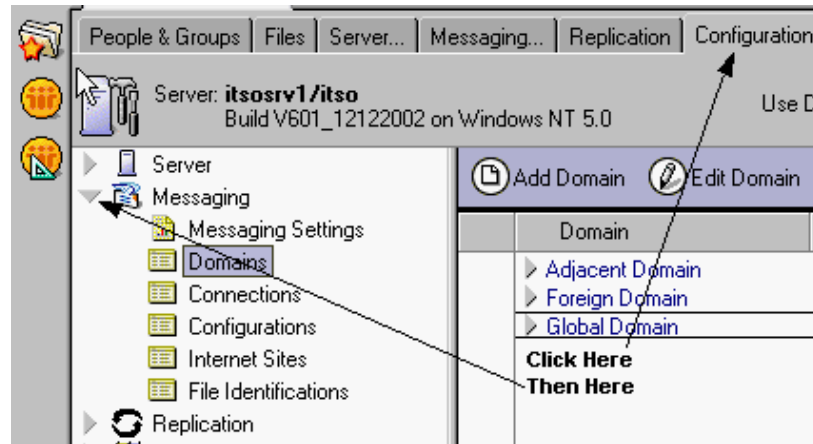 People & Groups Files Server... Messaging... Replication Configuration
Server: itsosrv1/itso
Build V601_12122002 on Windows NT 5.0
Use
Server
Messaging
Messaging Settings
Domains
Connections
Configurations
Internet Sites
File Identifications
Replication
Add Domain Edit Domain
Domain
Adjacent Domain
Foreign Domain
Global Domain
Click Here
Then Here